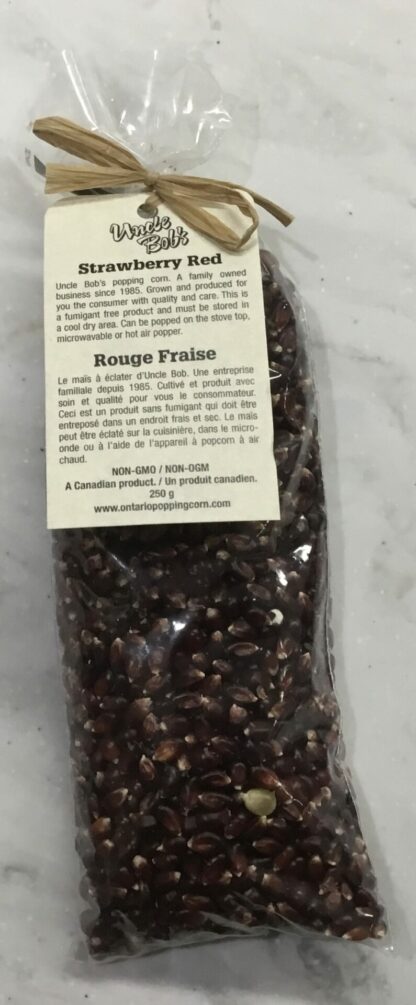 Uncle
Bob's
Strawberry Red
Uncle Bob's popping corn. A family owned
business since 1985. Grown and produced for
you the consumer with quality and care. This is
a fumigant free product and must be stored in
a cool dry area. Can be popped on the stove top,
microwavable or hot air popper.
Rouge Fraise
Le maïs à éclater d'Uncle Bob. Une entreprise
familiale depuis 1985. Cultivé et produit avec
soin et qualité pour vous le consommateur.
Ceci est un produit sans fumigant qui doit être
entreposé dans un endroit frais et sec. Le maïs
peut être éclaté sur la cuisinière, dans le micro-
onde ou à l'aide de l'appareil à popcorn à air
chaud.
NON-GMO / NON-OGM
A Canadian product. / Un produit canadien.
250 g
www.ontariopoppingcorn.com